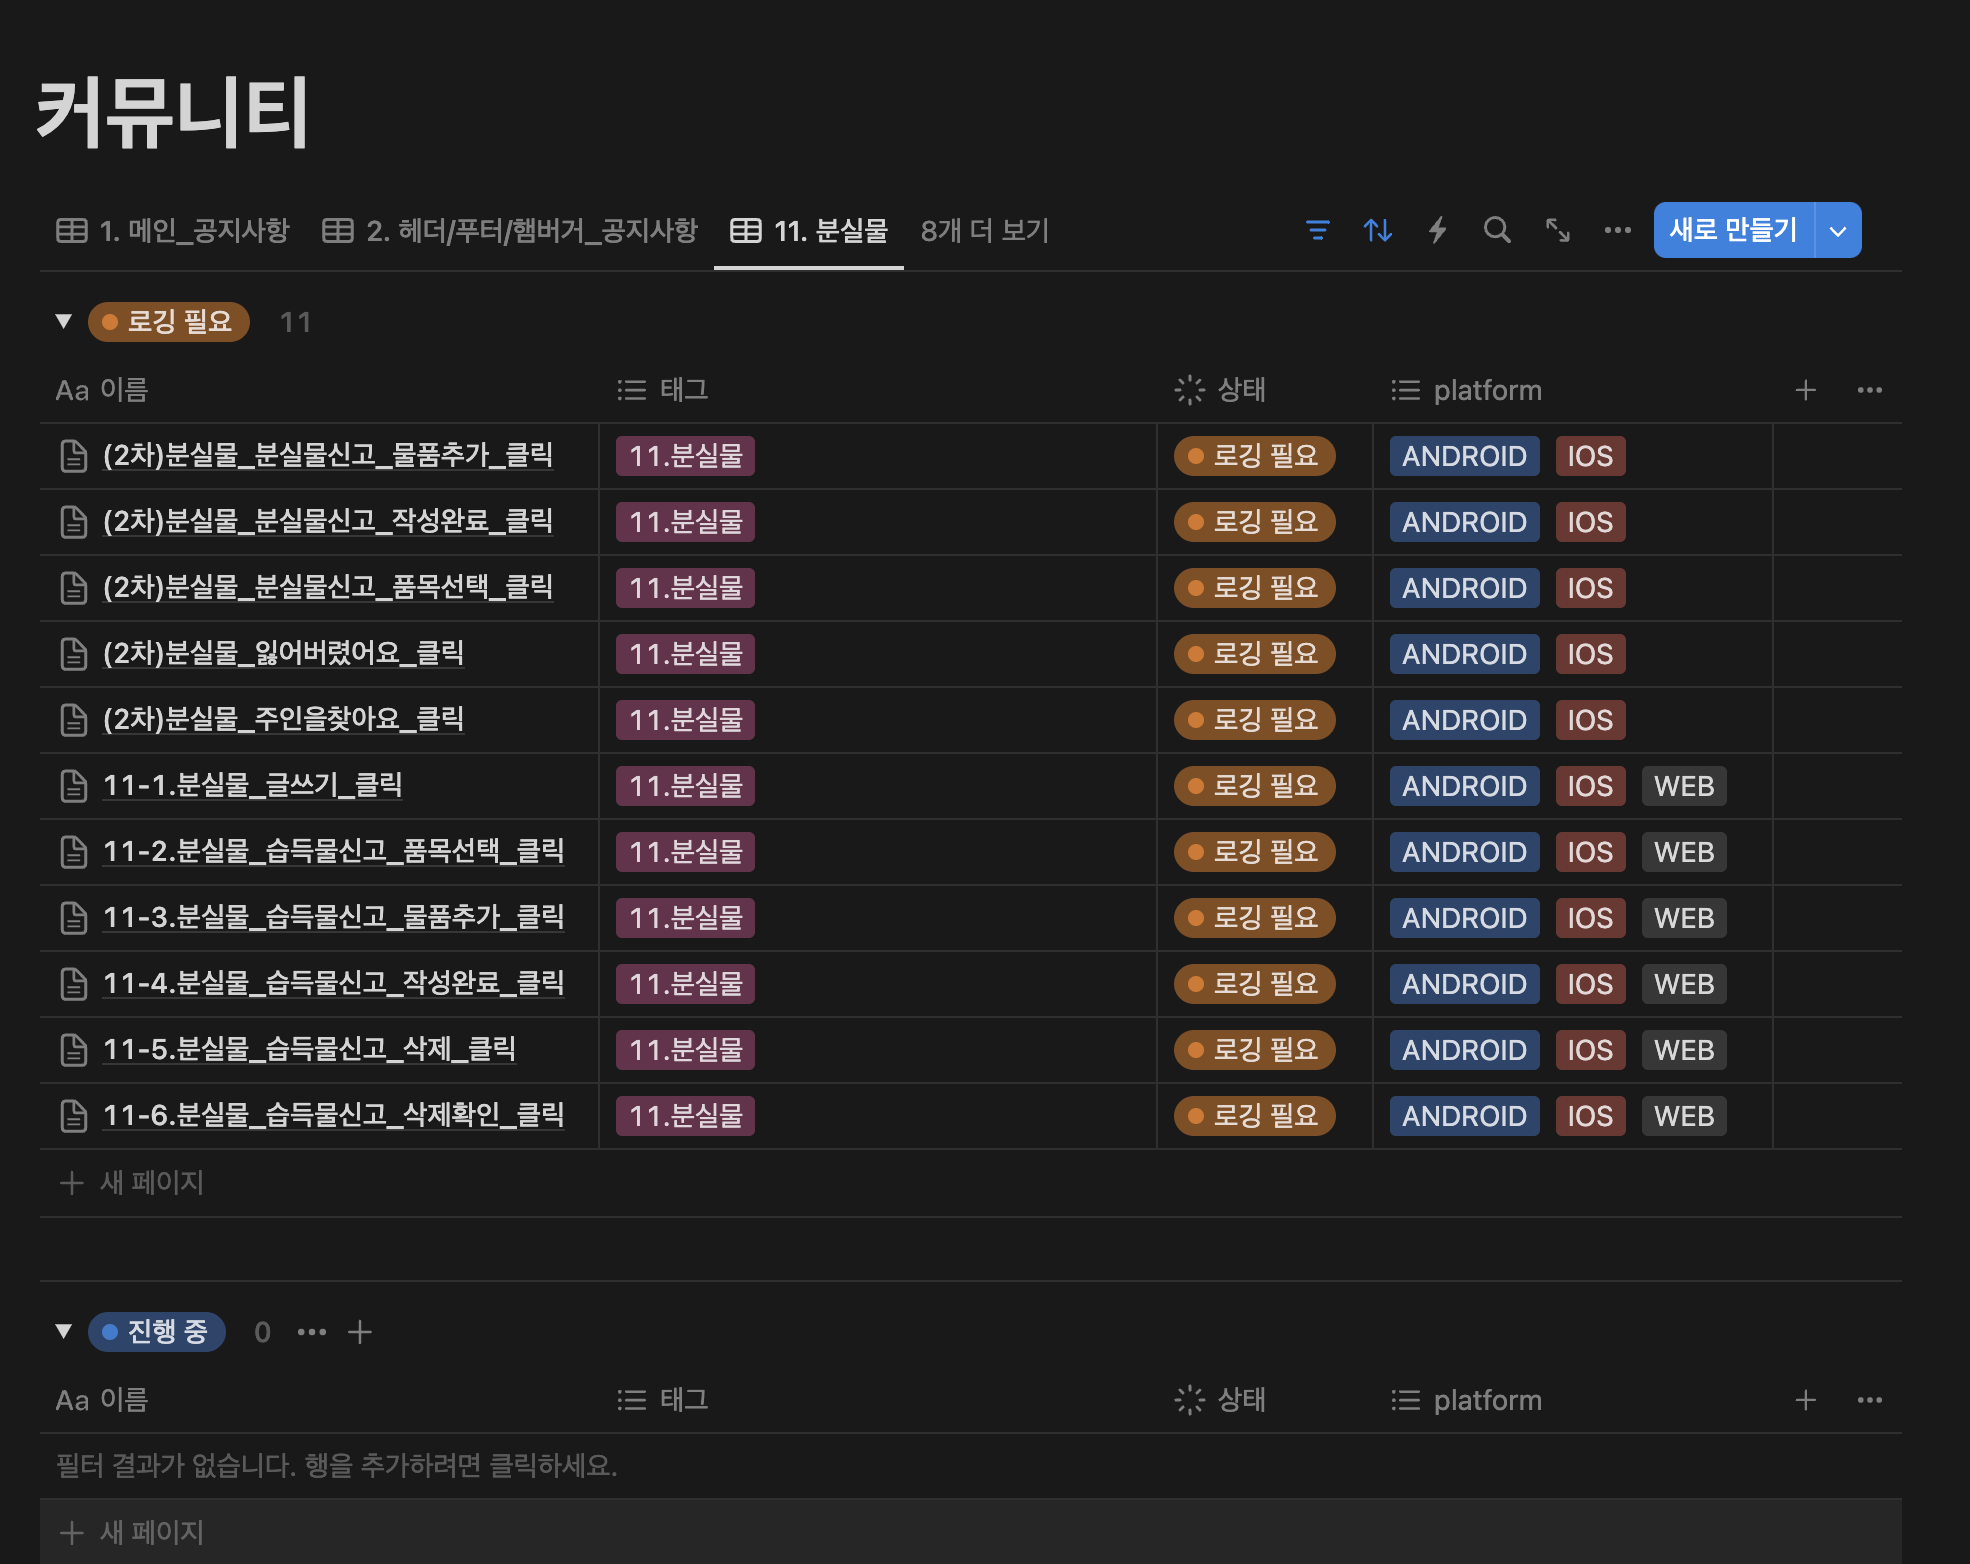 커뮤니티
1. 메인_공지사항 2. 헤더/푸터/햄버거_공지사항 11. 분실물 8개 더 보기 새로 만들기
로깅 필요 11
Aa 이름 태그 상태 platform
(2차)분실물_분실물신고_물품추가_클릭 11.분실물 로깅 필요 ANDROID IOS
(2차)분실물_분실물신고_작성완료_클릭 11.분실물 로깅 필요 ANDROID IOS
(2차)분실물_분실물신고_품목선택_클릭 11.분실물 로깅 필요 ANDROID IOS
(2차)분실물_잃어버렸어요_클릭 11.분실물 로깅 필요 ANDROID IOS
(2차)분실물_주인을찾아요_클릭 11.분실물 로깅 필요 ANDROID IOS
11-1.분실물_글쓰기_클릭 11.분실물 로깅 필요 ANDROID IOS WEB
11-2.분실물_습득물신고_품목선택_클릭 11.분실물 로깅 필요 ANDROID IOS WEB
11-3.분실물_습득물신고_물품추가_클릭 11.분실물 로깅 필요 ANDROID IOS WEB
11-4.분실물_습득물신고_작성완료_클릭 11.분실물 로깅 필요 ANDROID IOS WEB
11-5.분실물_습득물신고_삭제_클릭 11.분실물 로깅 필요 ANDROID IOS WEB
11-6.분실물_습득물신고_삭제확인_클릭 11.분실물 로깅 필요 ANDROID IOS WEB
새 페이지
진행 중 0
Aa 이름 태그 상태 platform
필터 결과가 없습니다. 행을 추가하려면 클릭하세요.
새 페이지